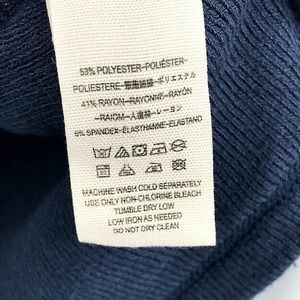 53% POLYESTER-POLIÉSTER-
POLIESTERE-聚酯纖維-ポリエステル
41% RAYON-RAYONNE-RAYÓN
-RAIOM-人造絲-レーヨン
6% SPANDEX-ÉLASTHANNE-ELASTANO
MACHINE WASH COLD SEPARATELY
USE ONLY NON-CHLORINE BLEACH
TUMBLE DRY LOW
LOW IRON AS NEEDED
DO NOT DRY CLEAN